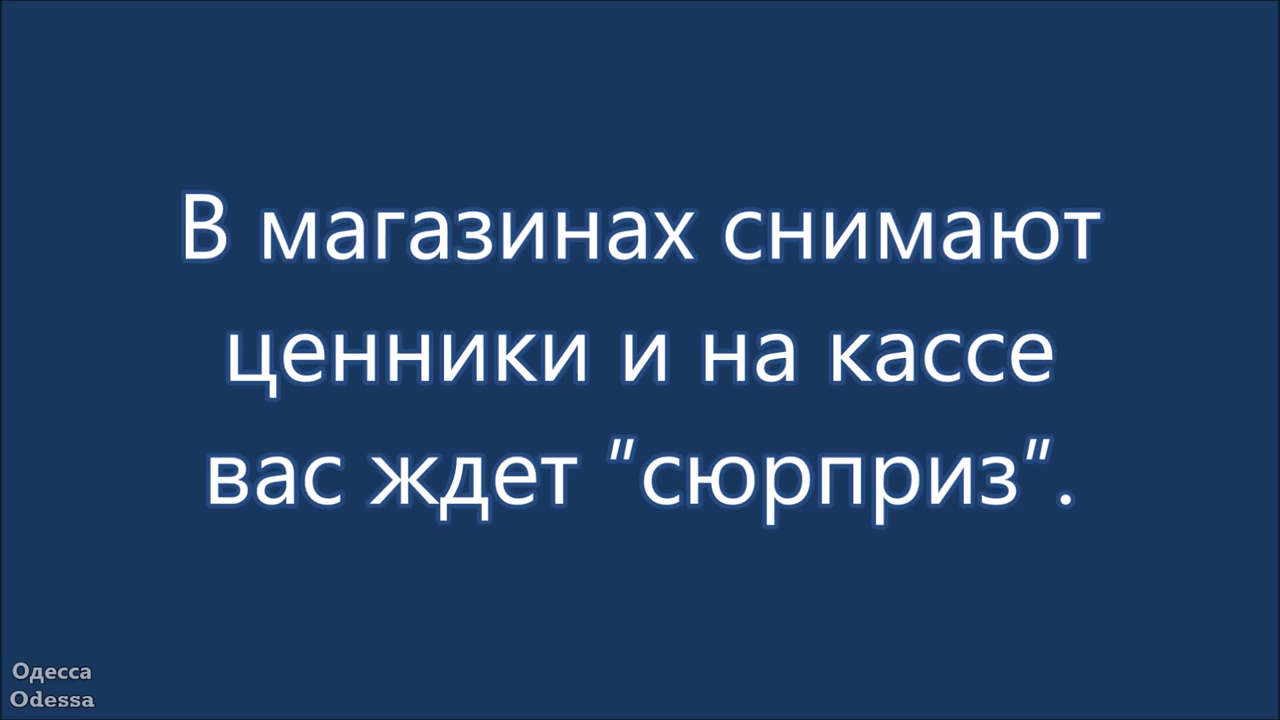 В магазинах снимают
ценники и на кассе
вас ждет "сюрприз".
Одесса
Odessa